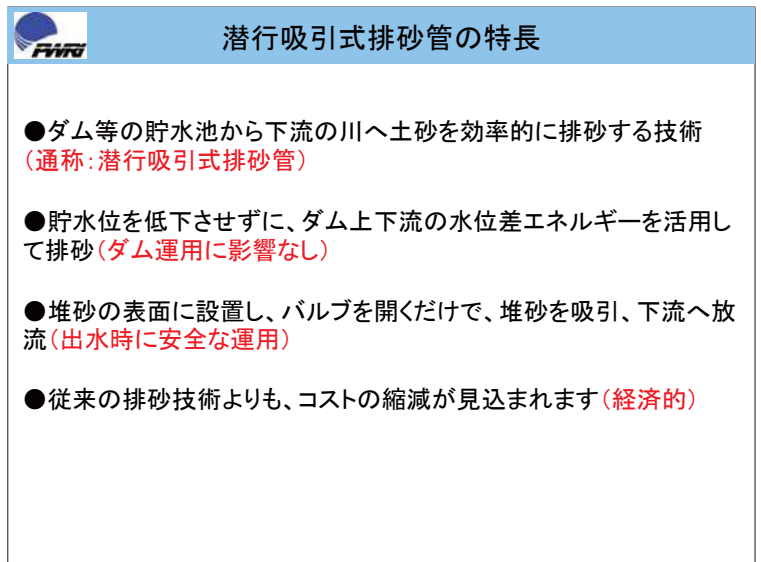 PWRI
潜行吸引式排砂管の特長
●ダム等の貯水池から下流の川へ土砂を効率的に排砂する技術
（通称：潜行吸引式排砂管）
●貯水位を低下させずに、ダム上下流の水位差エネルギーを活用し
て排砂（ダム運用に影響なし）
●堆砂の表面に設置し、バルブを開くだけで、堆砂を吸引、下流へ放
流（出水時に安全な運用）
●従来の排砂技術よりも、コストの縮減が見込まれます（経済的）